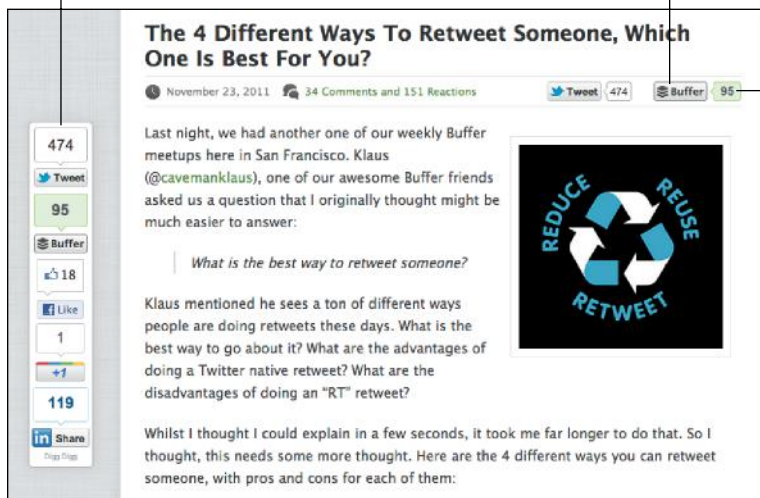 The 4 Different Ways To Retweet Someone, Which
One Is Best For You?
November 23, 2011 34 Comments and 151 Reactions Tweet 474 Buffer 95
474
Tweet
95
Buffer
18
Like
1
+1
119
in Share
Digg Digg
Last night, we had another one of our weekly Buffer
meetups here in San Francisco. Klaus
(@cavemanklaus), one of our awesome Buffer friends
asked us a question that I originally thought might be
much easier to answer:
What is the best way to retweet someone?
Klaus mentioned he sees a ton of different ways
people are doing retweets these days. What is the
best way to go about it? What are the advantages of
doing a Twitter native retweet? What are the
disadvantages of doing an “RT” retweet?
REDUCE
REUSE
RETWEET
Whilst I thought I could explain in a few seconds, it took me far longer to do that. So I
thought, this needs some more thought. Here are the 4 different ways you can retweet
someone, with pros and cons for each of them: